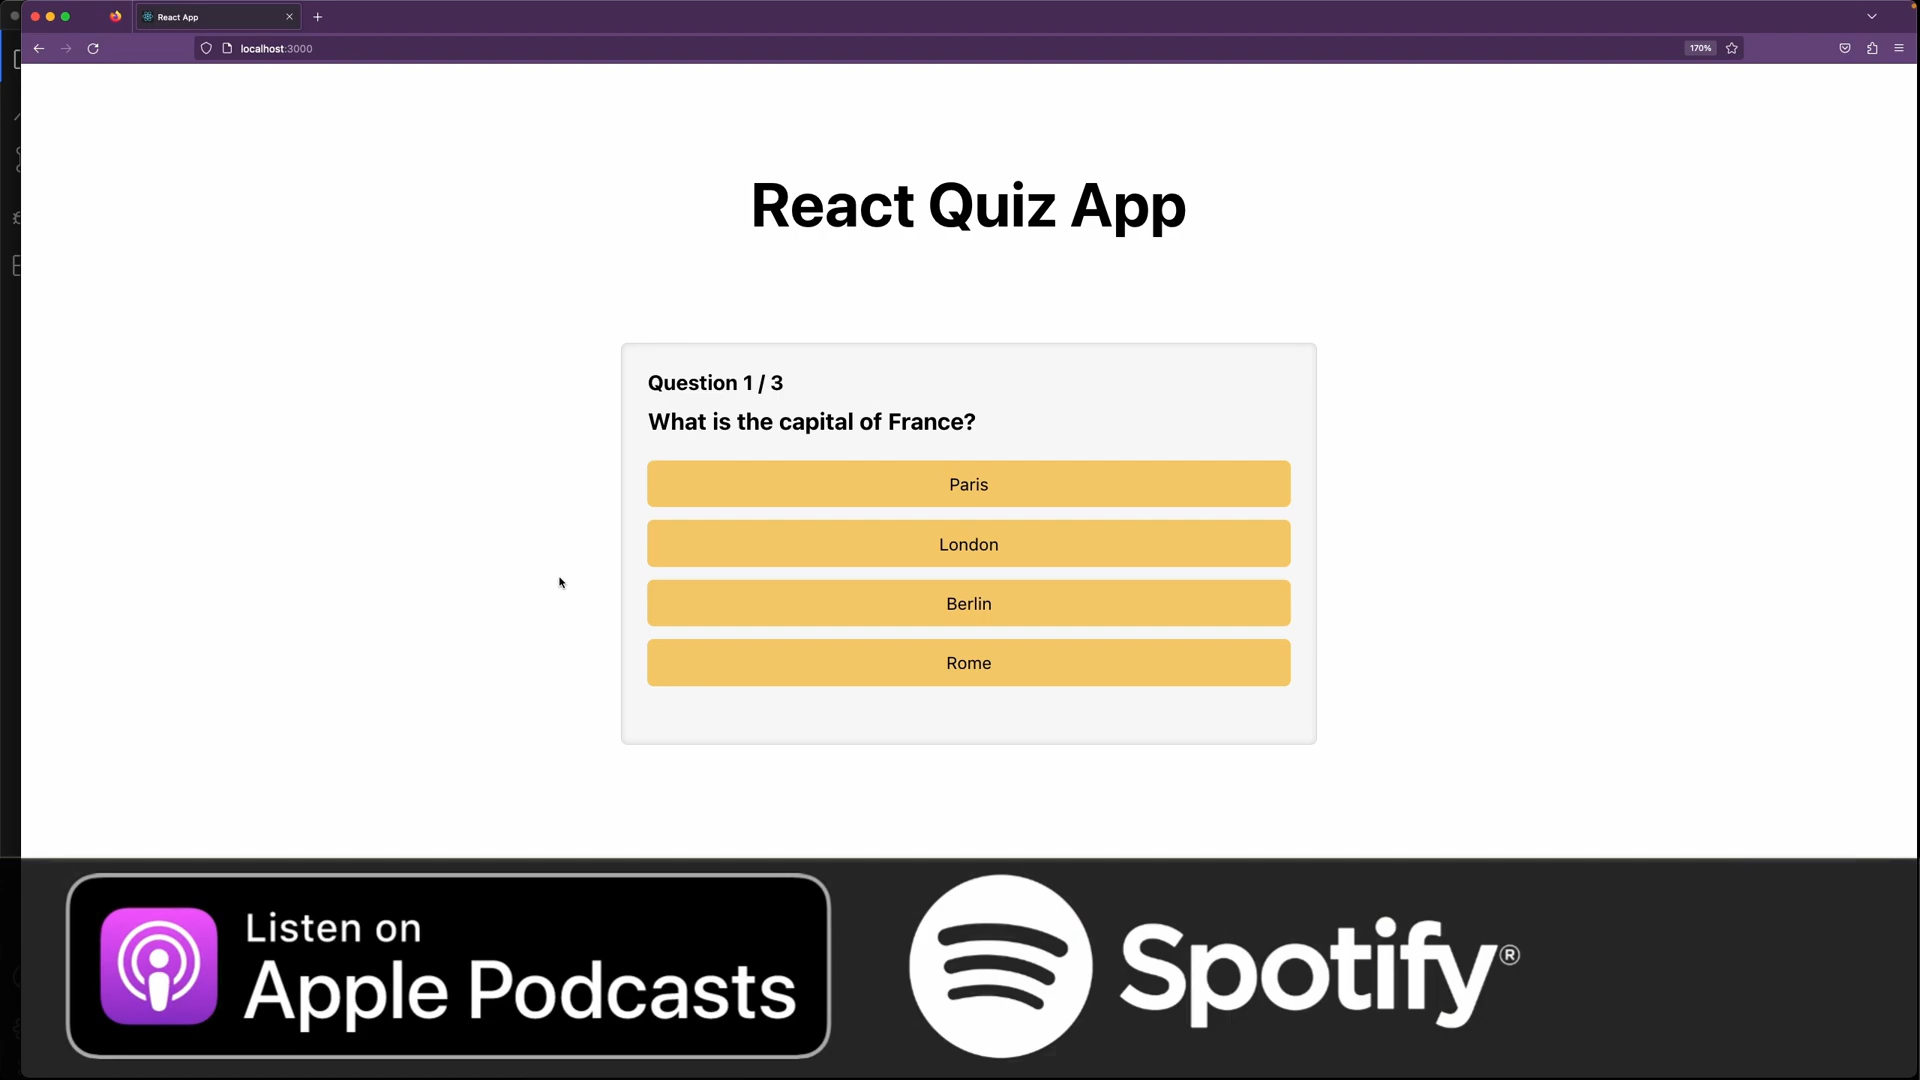 React App
localhost:3000
170%
React Quiz App
Question 1 / 3
What is the capital of France?
Paris
London
Berlin
Rome
Listen on
Apple Podcasts
Spotify®